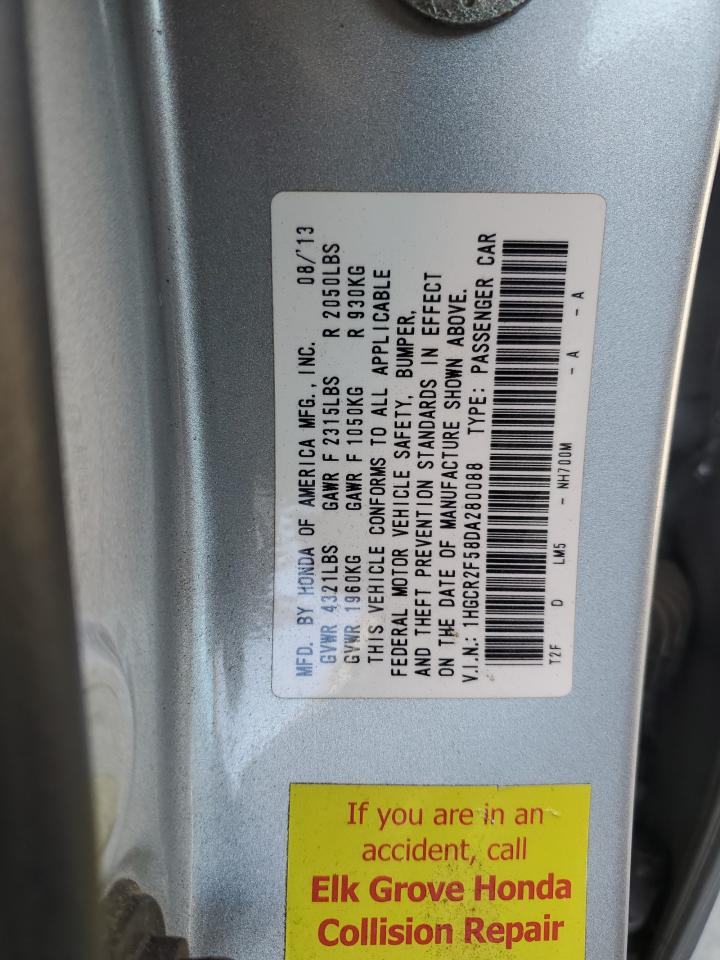 MFD. BY HONDA OF AMERICA MFG., INC. 08/'13
GVWR 4321LBS GAWR F 2315LBS R 2050LBS
GVWR 1960KG GAWR F 1050KG R 930KG
THIS VEHICLE CONFORMS TO ALL APPLICABLE
FEDERAL MOTOR VEHICLE SAFETY, BUMPER,
AND THEFT PREVENTION STANDARDS IN EFFECT
ON THE DATE OF MANUFACTURE SHOWN ABOVE.
V.I.N.: 1HGCR2F58DA280088 TYPE: PASSENGER CAR
T2F D LM5 - NH700M - A - A
If you are in an
accident, call
Elk Grove Honda
Collision Repair